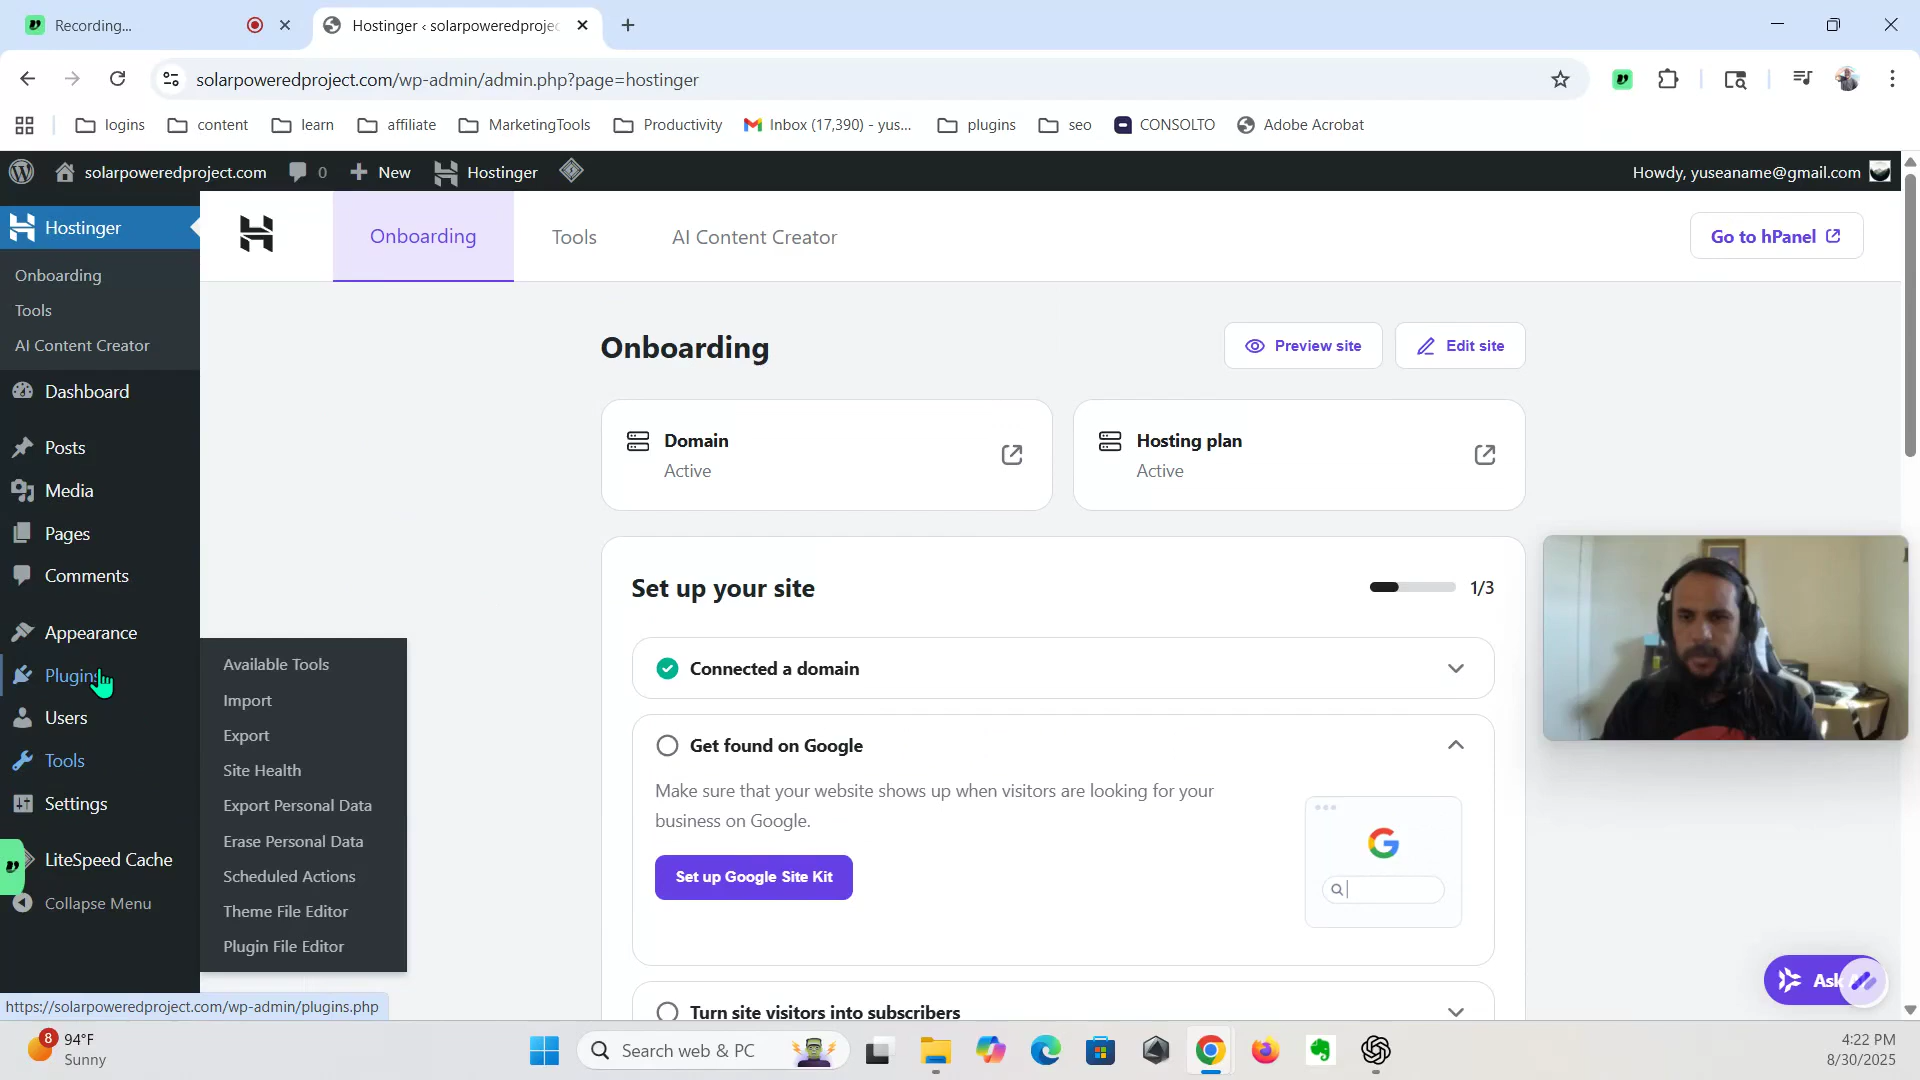 Recording...
Hostinger ‹ solarpoweredprojec
solarpoweredproject.com/wp-admin/admin.php?page=hostinger
logins
content
learn
affiliate
MarketingTools
Productivity
Inbox (17,390) - yus...
plugins
seo
CONSOLTO
Adobe Acrobat
solarpoweredproject.com
0
New
Hostinger
Howdy, yuseaname@gmail.com
Hostinger
Onboarding
Tools
AI Content Creator
Dashboard
Posts
Media
Pages
Comments
Appearance
Plugins
Users
Tools
Settings
LiteSpeed Cache
Collapse Menu
Available Tools
Import
Export
Site Health
Export Personal Data
Erase Personal Data
Scheduled Actions
Theme File Editor
Plugin File Editor
Onboarding
Tools
AI Content Creator
Go to hPanel
Onboarding
Preview site
Edit site
Domain
Active
Hosting plan
Active
Set up your site
1/3
Connected a domain
Get found on Google
Make sure that your website shows up when visitors are looking for your
business on Google.
Set up Google Site Kit
Turn site visitors into subscribers
Ask
https://solarpoweredproject.com/wp-admin/plugins.php
8
94°F
Sunny
Search web & PC
4:22 PM
8/30/2025